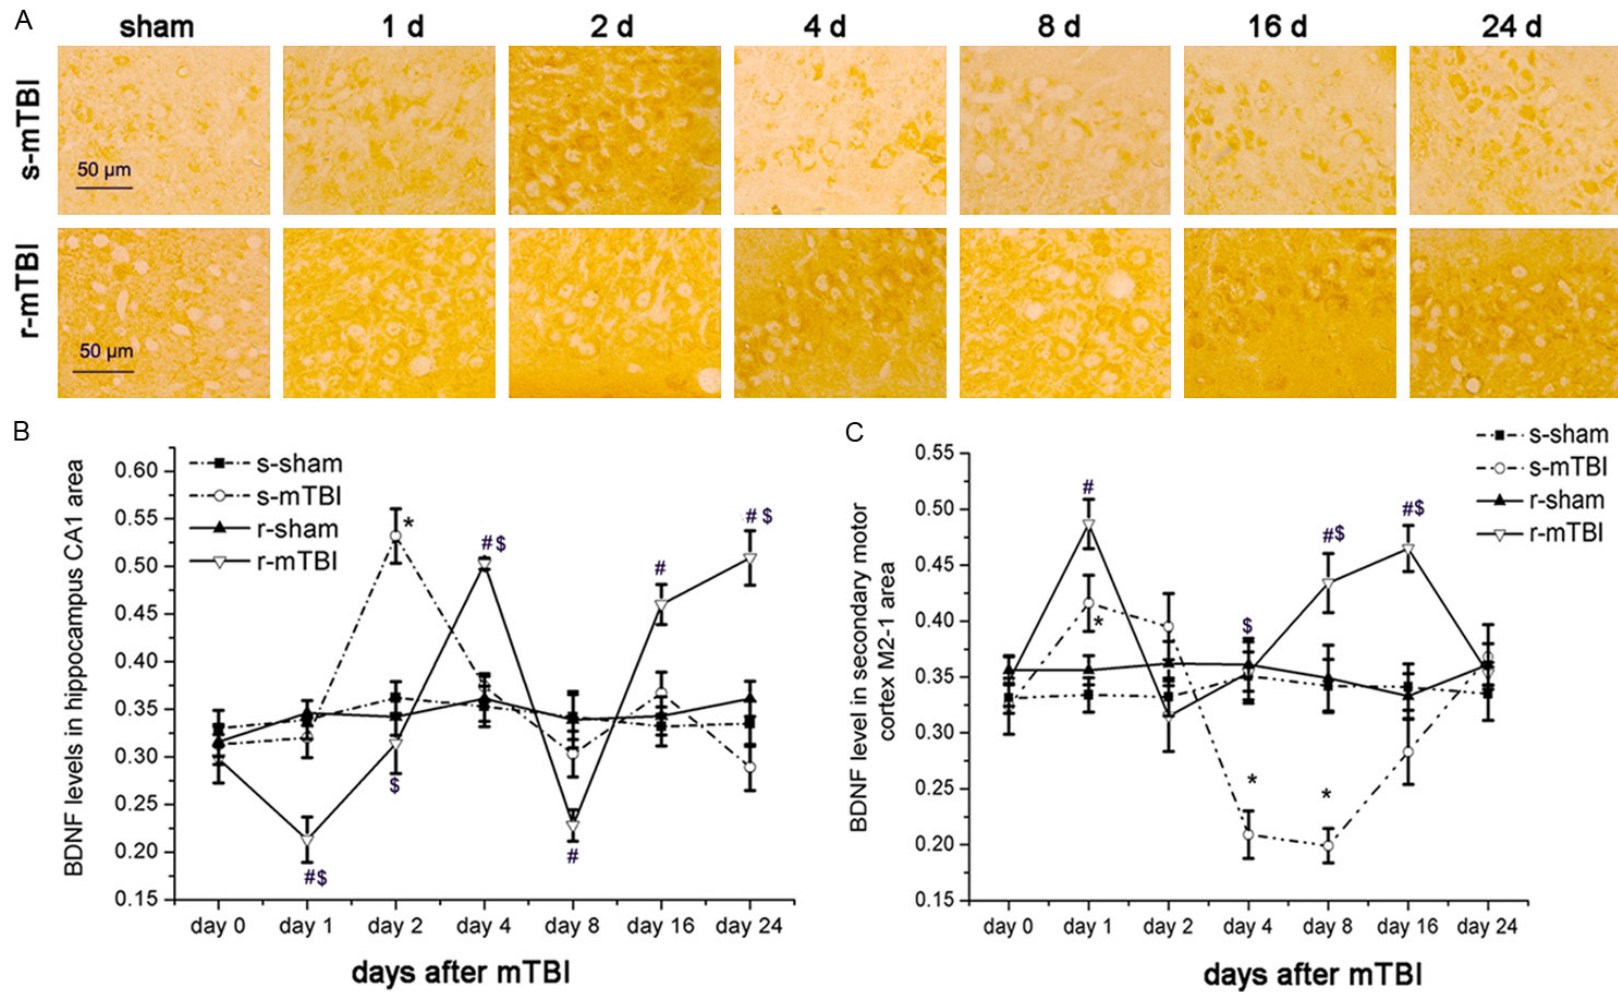 A
sham 1 d 2 d 4 d 8 d 16 d 24 d
s-mTBI
50 µm
r-mTBI
50 µm
B
BDNF levels in hippocampus CA1 area
0.60
0.55
0.50
0.45
0.40
0.35
0.30
0.25
0.20
0.15
s-sham
s-mTBI
r-sham
r-mTBI
*
#$
#
# $
$
#
#$
day 0 day 1 day 2 day 4 day 8 day 16 day 24
days after mTBI
C
BDNF level in secondary motor
cortex M2-1 area
0.55
0.50
0.45
0.40
0.35
0.30
0.25
0.20
0.15
s-sham
s-mTBI
r-sham
r-mTBI
#
#$
#$
*
$
*
*
day 0 day 1 day 2 day 4 day 8 day 16 day 24
days after mTBI